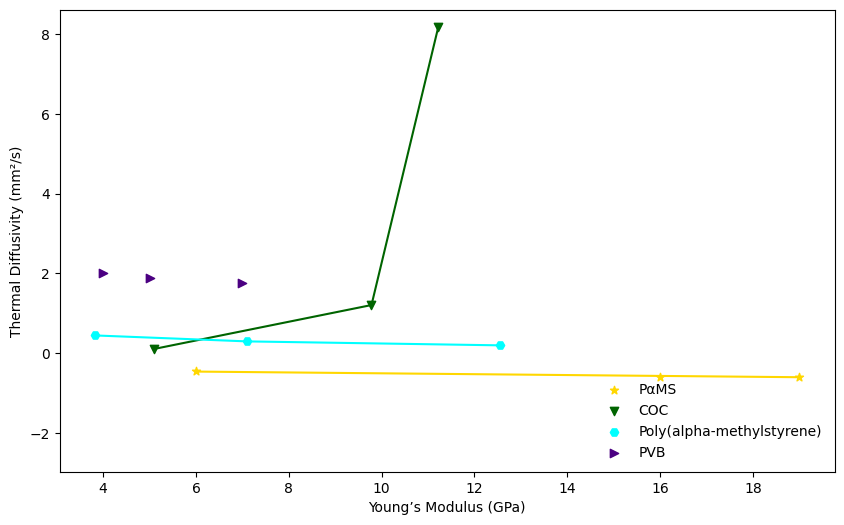 8
6
4
2
0
−2
Thermal Diffusivity (mm²/s)
4 6 8 10 12 14 16 18
Young’s Modulus (GPa)
PαMS
COC
Poly(alpha-methylstyrene)
PVB